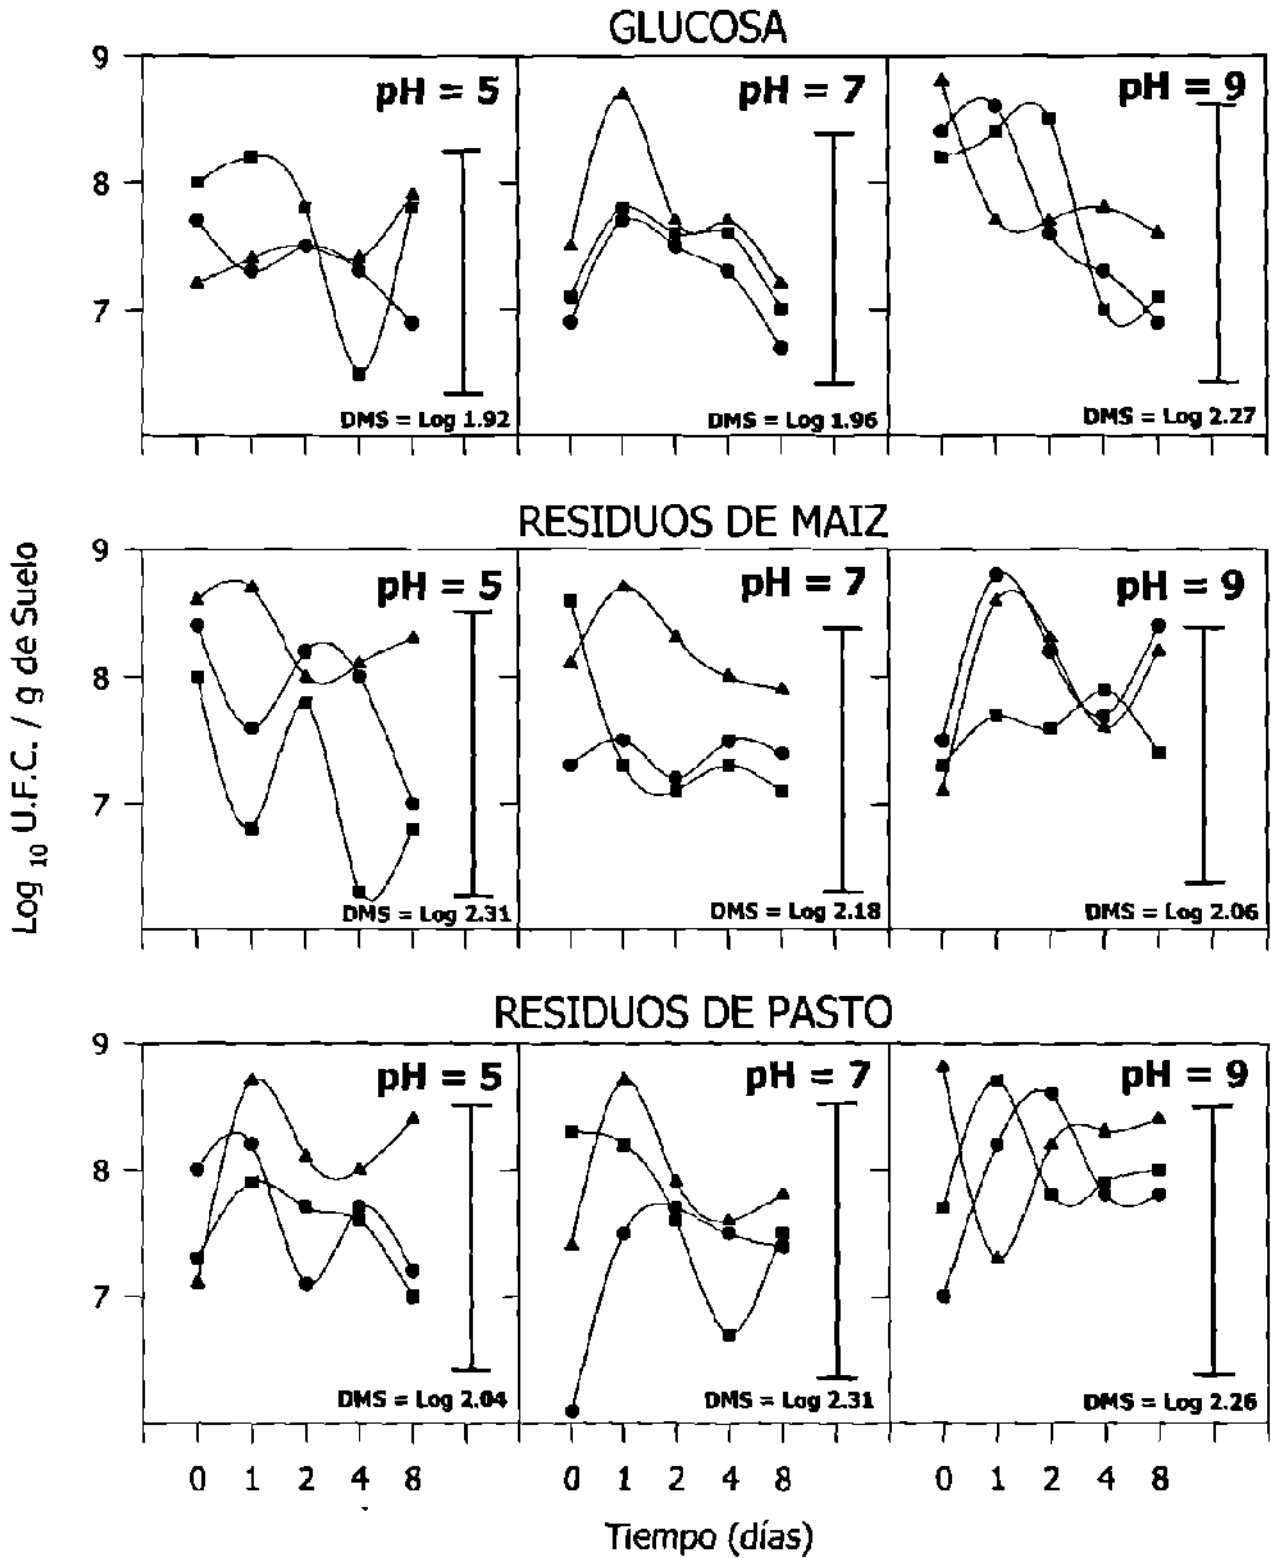 GLUCOSA
9
8
7
pH = 5
pH = 7
pH = 9
DMS = Log 1.92
DMS = Log 1.96
DMS = Log 2.27
RESIDUOS DE MAIZ
9
8
7
pH = 5
pH = 7
pH = 9
DMS = Log 2.31
DMS = Log 2.18
DMS = Log 2.06
Log 10 U.F.C. / g de Suelo
RESIDUOS DE PASTO
9
8
7
pH = 5
pH = 7
pH = 9
DMS = Log 2.04
DMS = Log 2.31
DMS = Log 2.26
0 1 2 4 8
0 1 2 4 8
0 1 2 4 8
Tiempo (días)